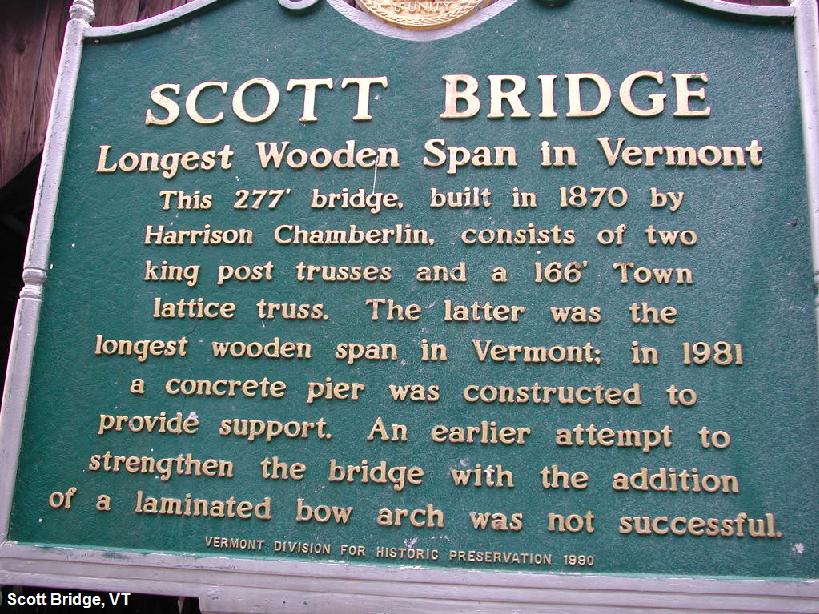 & UNITY
SCOTT BRIDGE
Longest Wooden Span in Vermont
This 277' bridge, built in 1870 by
Harrison Chamberlin, consists of two
king post trusses and a 166' Town
lattice truss. The latter was the
longest wooden span in Vermont; in 1981
a concrete pier was constructed to
provide support. An earlier attempt to
strengthen the bridge with the addition
of a laminated bow arch was not successful.
VERMONT DIVISION FOR HISTORIC PRESERVATION 1990
Scott Bridge, VT